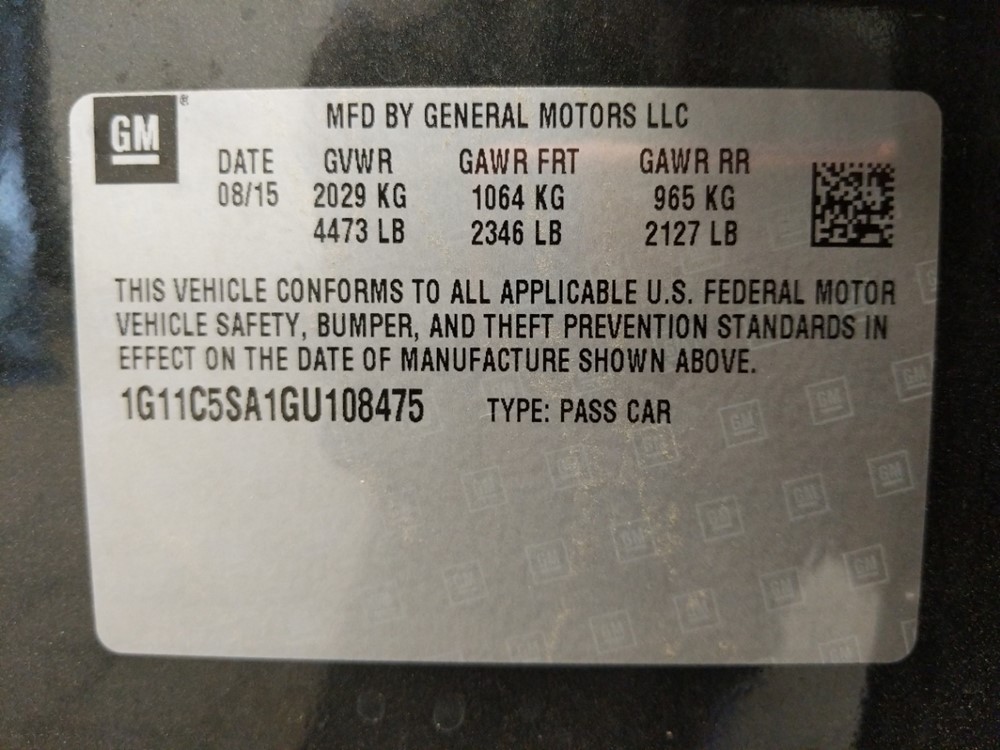 GM®
MFD BY GENERAL MOTORS LLC
DATE GVWR GAWR FRT GAWR RR
08/15 2029 KG 1064 KG 965 KG
4473 LB 2346 LB 2127 LB
THIS VEHICLE CONFORMS TO ALL APPLICABLE U.S. FEDERAL MOTOR
VEHICLE SAFETY, BUMPER, AND THEFT PREVENTION STANDARDS IN
EFFECT ON THE DATE OF MANUFACTURE SHOWN ABOVE.
1G11C5SA1GU108475 TYPE: PASS CAR